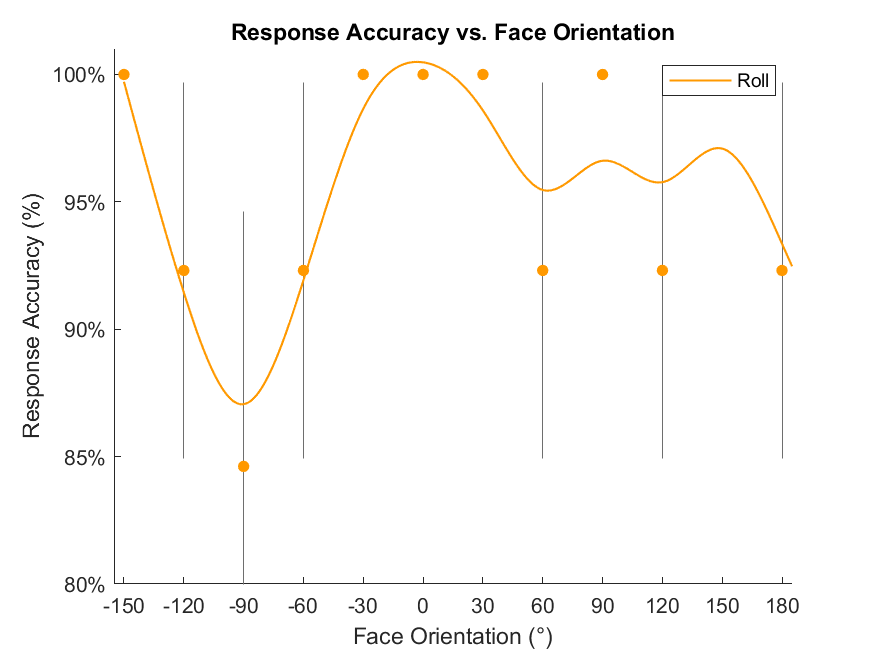 Response Accuracy vs. Face Orientation
Roll
100%
95%
90%
85%
80%
Response Accuracy (%)
-150 -120 -90 -60 -30 0 30 60 90 120 150 180
Face Orientation (°)